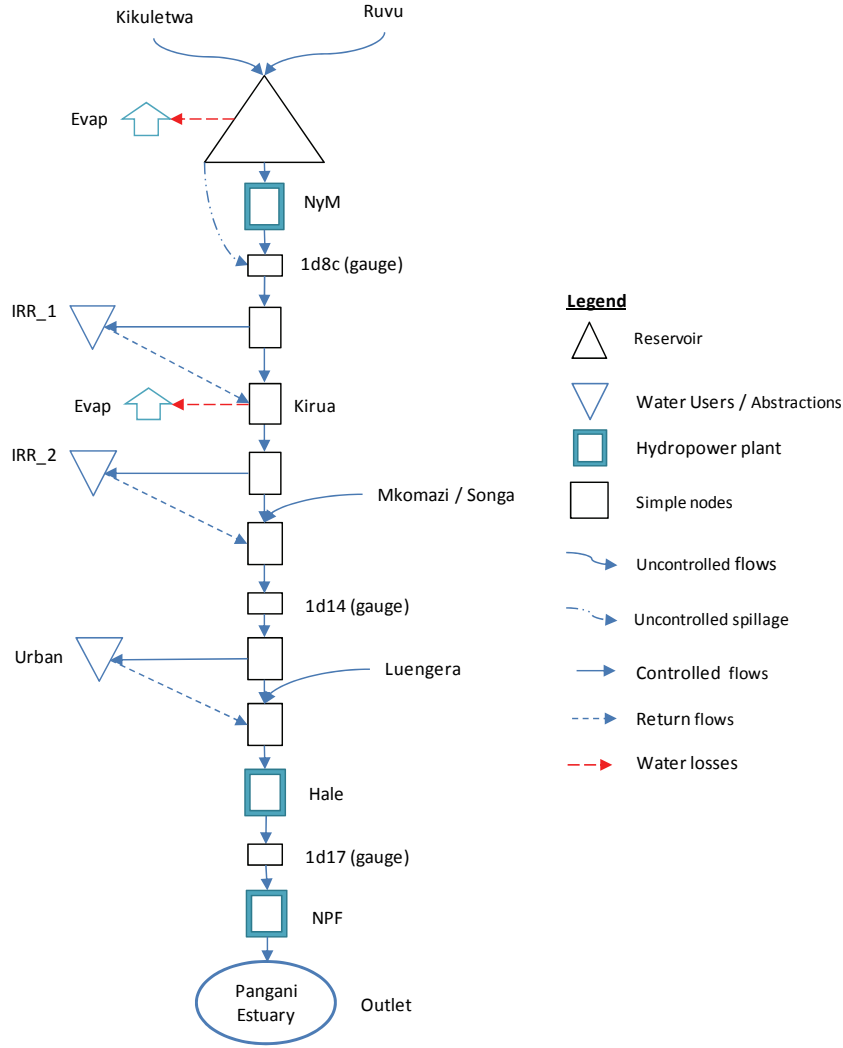 Kikuletwa
Ruvu
Evap
NyM
1d8c (gauge)
IRR_1
Evap
Kirua
IRR_2
Mkomazi / Songa
1d14 (gauge)
Urban
Luengera
Hale
1d17 (gauge)
NPF
Pangani
Estuary
Outlet
Legend
Reservoir
Water Users / Abstractions
Hydropower plant
Simple nodes
Uncontrolled flows
Uncontrolled spillage
Controlled flows
Return flows
Water losses